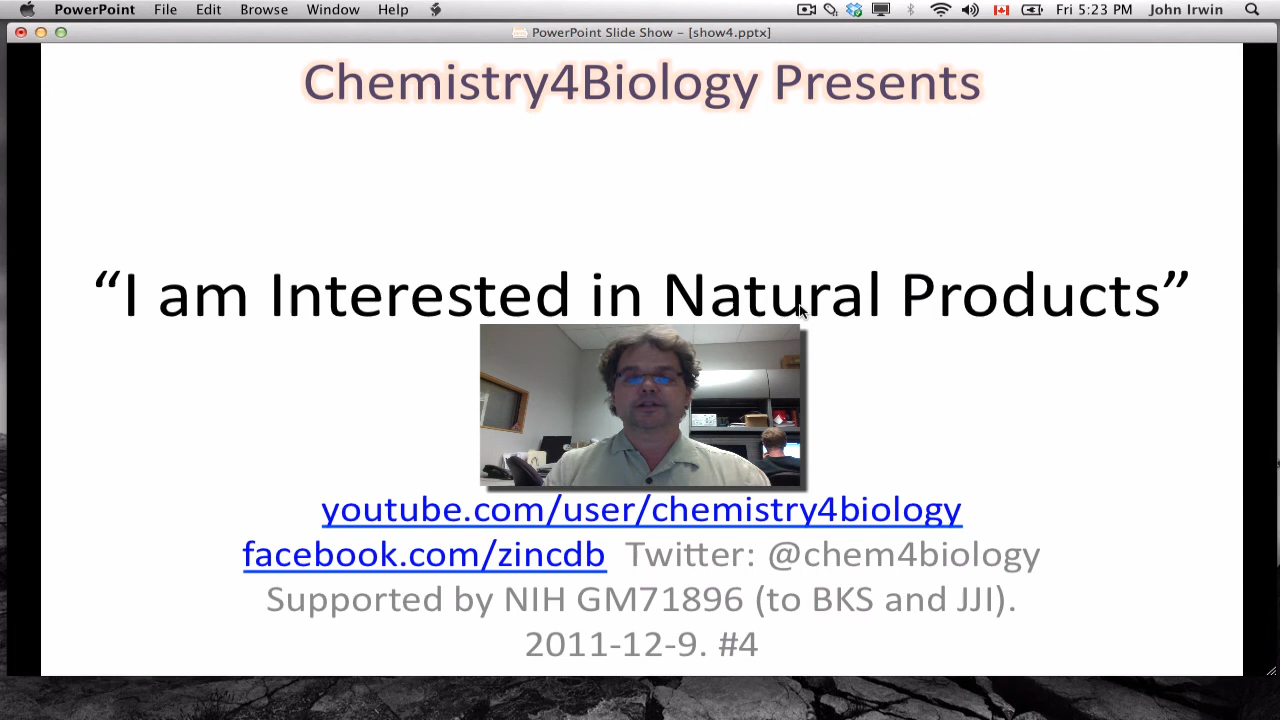 PowerPoint File Edit Browse Window Help Fri 5:23 PM John Irwin
PowerPoint Slide Show – [show4.pptx]
Chemistry4Biology Presents
“I am Interested in Natural Products”
youtube.com/user/chemistry4biology
facebook.com/zincdb Twitter: @chem4biology
Supported by NIH GM71896 (to BKS and JJI).
2011-12-9. #4